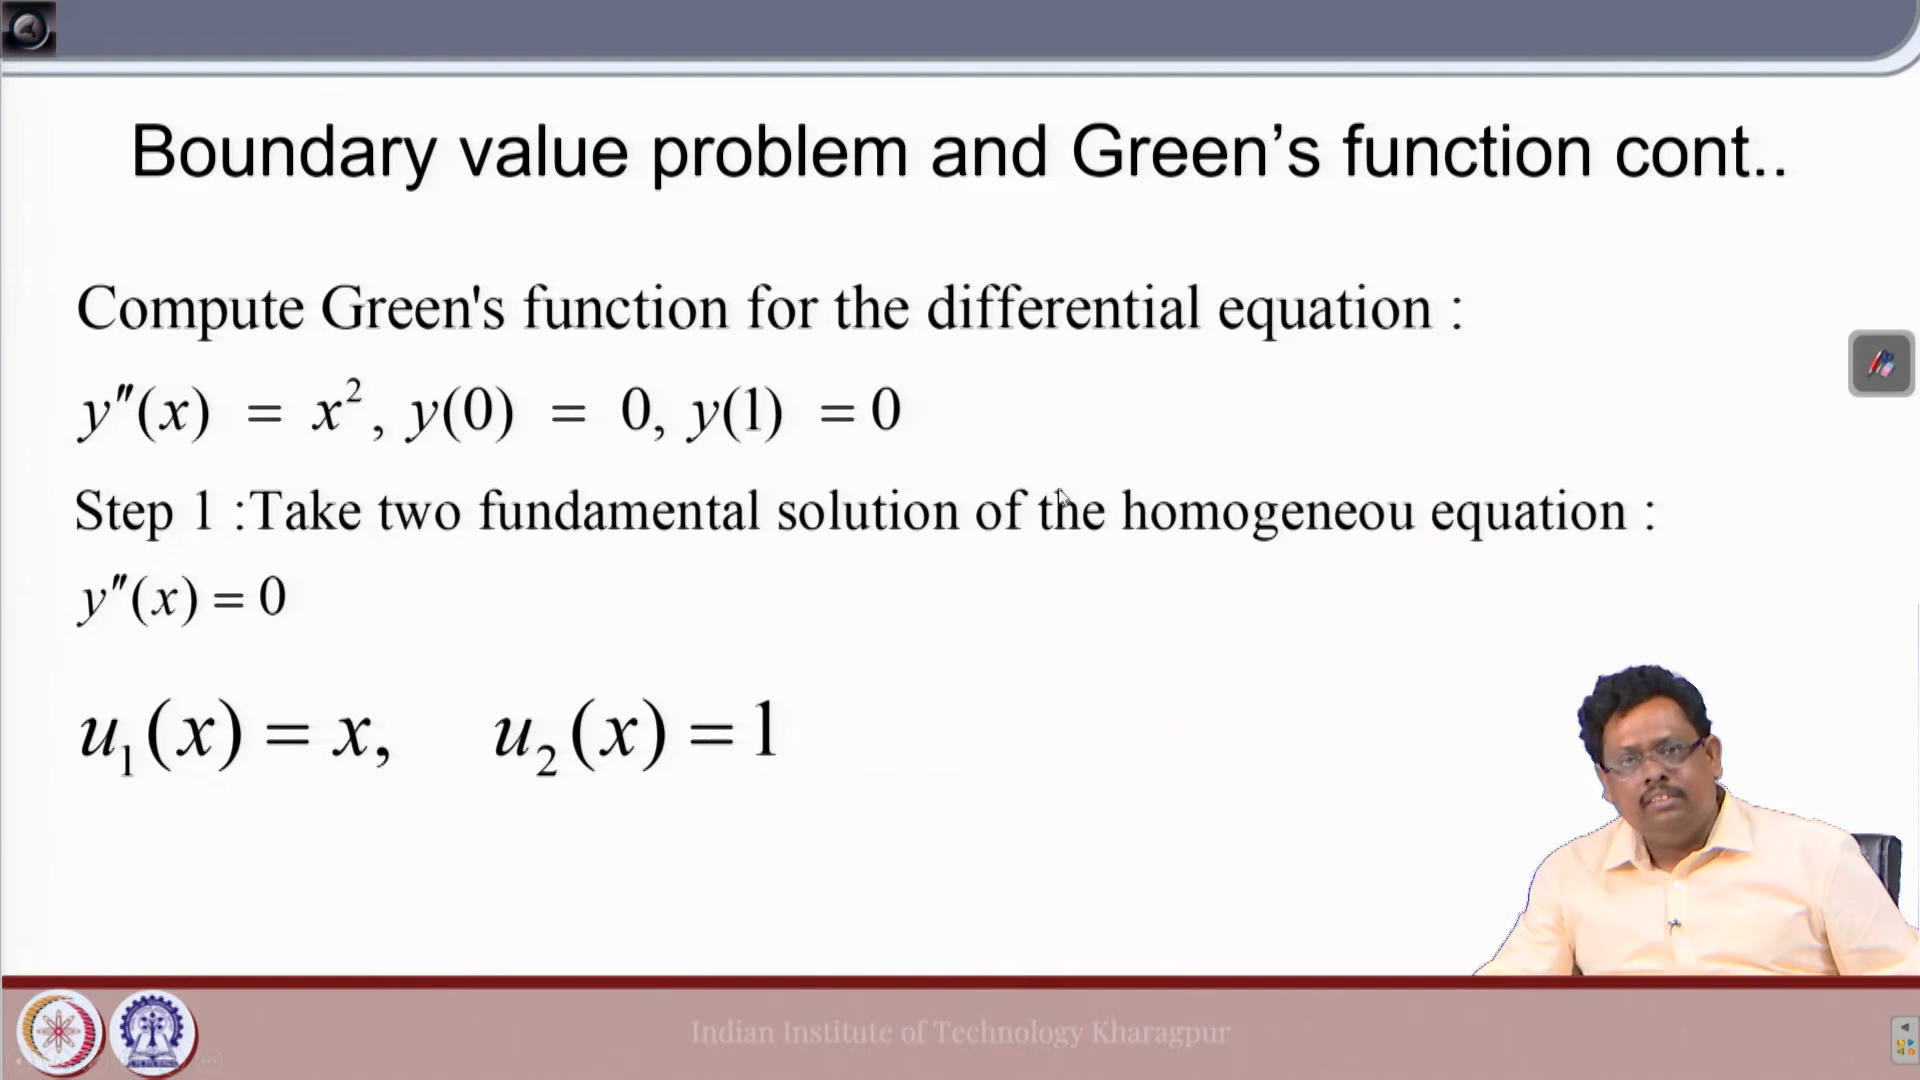 Boundary value problem and Green’s function cont..
Compute Green's function for the differential equation :
y″(x) = x², y(0) = 0, y(1) = 0
Step 1 :Take two fundamental solution of the homogeneou equation :
y″(x) = 0
u₁(x) = x, u₂(x) = 1
Indian Institute of Technology Kharagpur